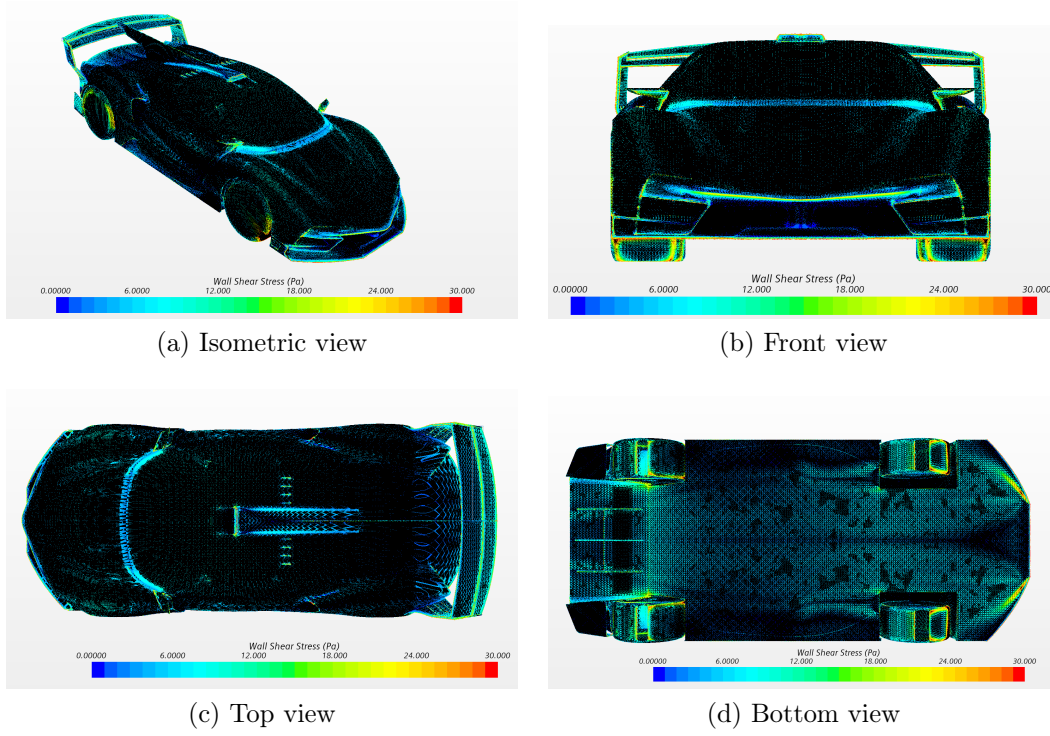 Wall Shear Stress (Pa)
0.00000 6.0000 12.000 18.000 24.000 30.000
(a) Isometric view
Wall Shear Stress (Pa)
0.00000 6.0000 12.000 18.000 24.000 30.000
(b) Front view
Wall Shear Stress (Pa)
0.00000 6.0000 12.000 18.000 24.000 30.000
(c) Top view
Wall Shear Stress (Pa)
0.00000 6.0000 12.000 18.000 24.000 30.000
(d) Bottom view